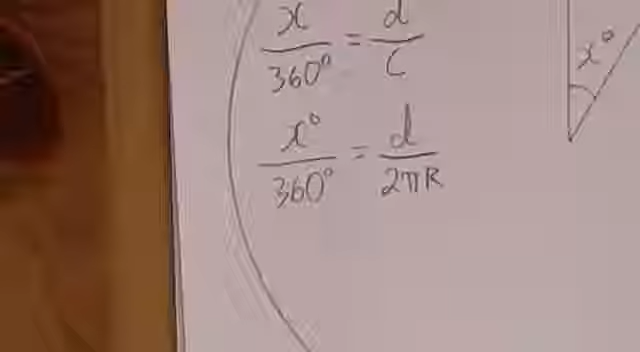 x/360° = d/C
x°
x°/360° = d/2πR